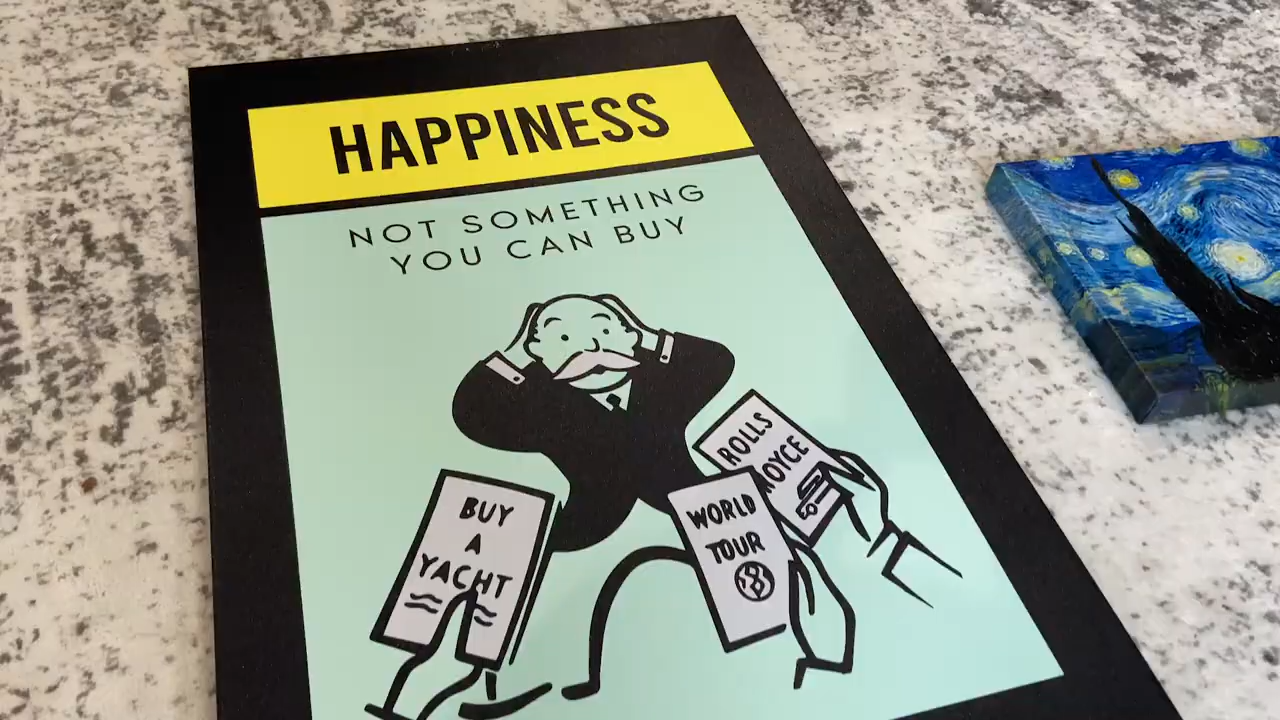 HAPPINESS
NOT SOMETHING
YOU CAN BUY
ROLLS
ROYCE
BUY
A
YACHT
WORLD
TOUR